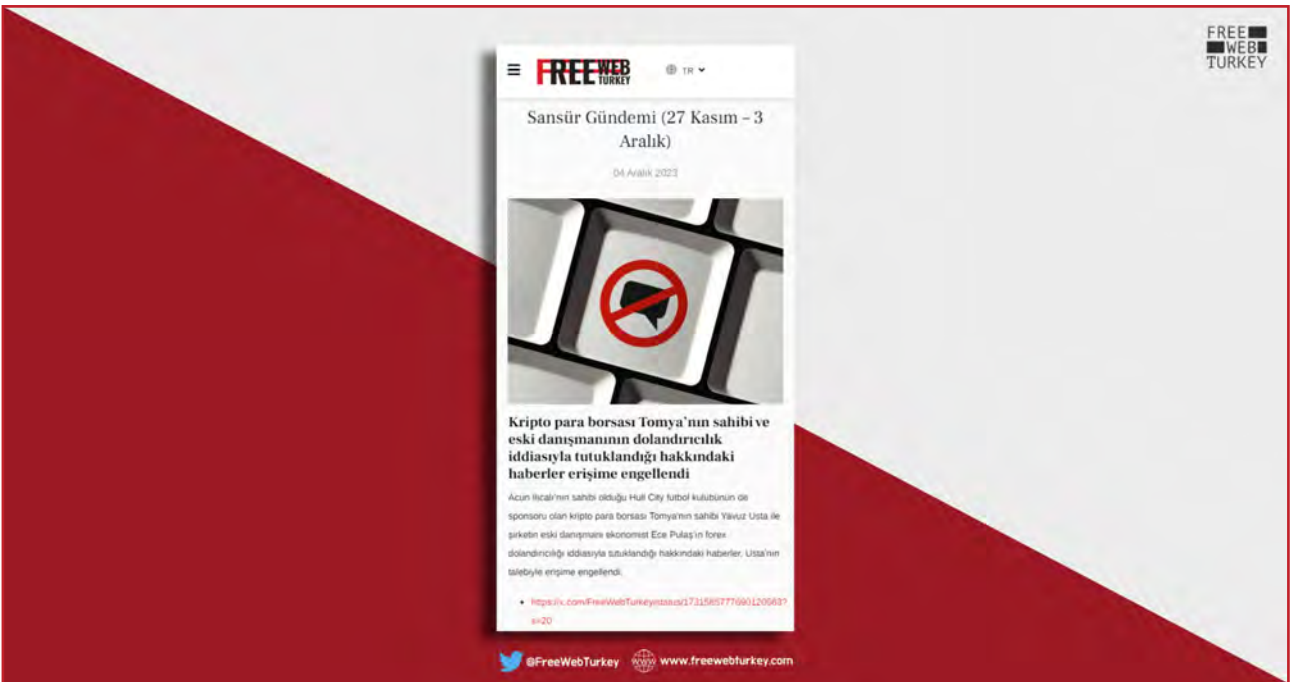 FREE
WEB
TURKEY
FREE WEB
TURKEY
TR
Sansür Gündemi (27 Kasım – 3
Aralık)
04 Aralık 2023
Kripto para borsası Tomya’nın sahibi ve
eski danışmanının dolandırıcılık
iddiasıyla tutuklandığı hakkındaki
haberler erişime engellendi
Acun Ilıcalı'nın sahibi olduğu Hull City futbol kulübünün de
sponsoru olan kripto para borsası Tomya'nın sahibi Yavuz Usta ile
şirketin eski danışmanı ekonomist Ece Pulaş'ın forex
dolandırıcılığı iddiasıyla tutuklandığı hakkındaki haberler, Usta'nın
talebiyle erişime engellendi.
s=20
@FreeWebTurkey
www.freewebturkey.com